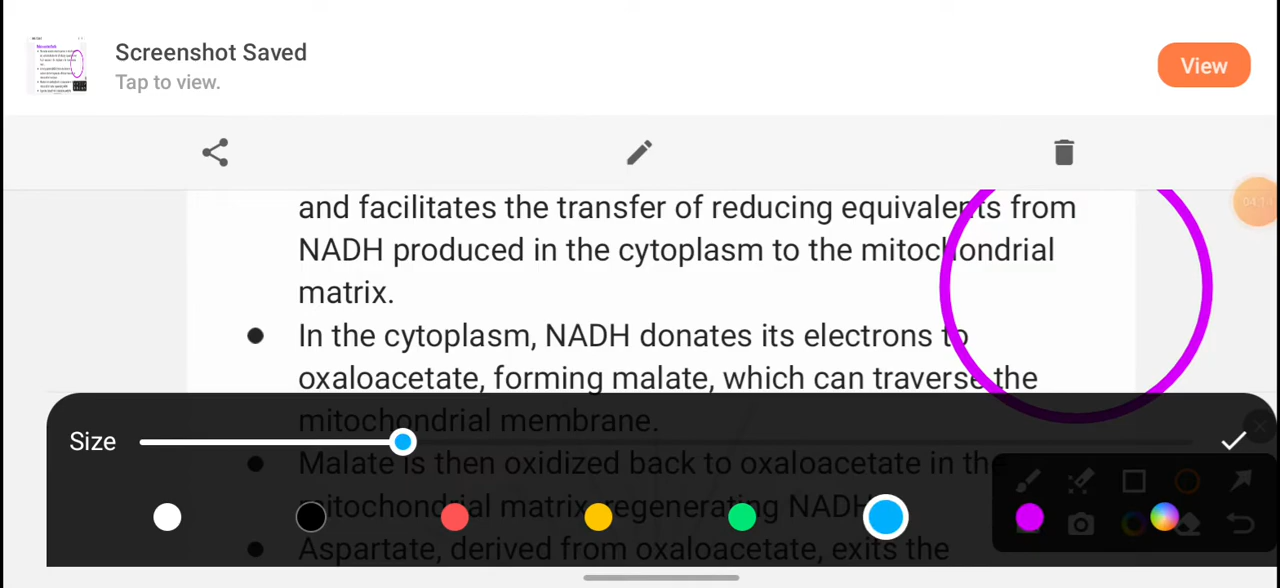 Screenshot Saved
Tap to view.
View
04:14
and facilitates the transfer of reducing equivalents from
NADH produced in the cytoplasm to the mitochondrial
matrix.
● In the cytoplasm, NADH donates its electrons to
oxaloacetate, forming malate, which can traverse the
mitochondrial membrane.
Size
● Malate is then oxidized back to oxaloacetate in the
mitochondrial matrix, regenerating NADH.
● Aspartate, derived from oxaloacetate, exits the